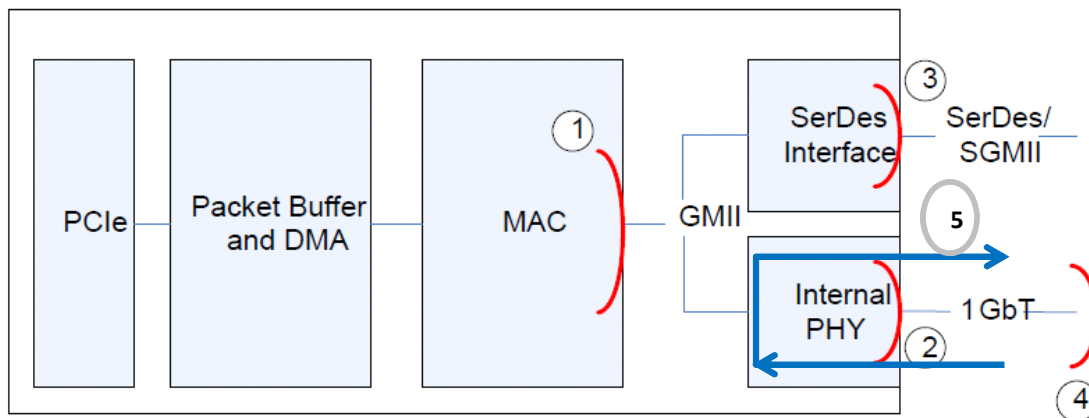 PCIe
Packet Buffer
and DMA
1
MAC
GMII
SerDes
Interface
3
SerDes/
SGMII
5
Internal
PHY
2
1GbT
4